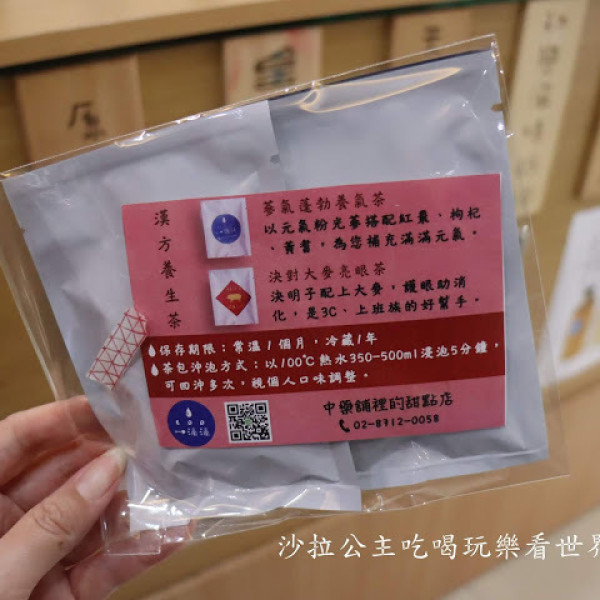 漢方養生茶
蔘氣蓬勃養氣茶
以元氣粉光蔘搭配紅棗、枸杞
、黃耆,為您補充滿滿元氣。
決對大麥亮眼茶
決明子配上大麥,護眼助消
化,是3C、上班族的好幫手。
保存期限:常溫1個月,冷藏1年
茶包沖泡方式:以100℃熱水350-500ml浸泡5分鐘,
可回沖多次,視個人口味調整。
中藥舖裡的甜點店
02-8712-0058
沙拉公主吃喝玩樂看世界